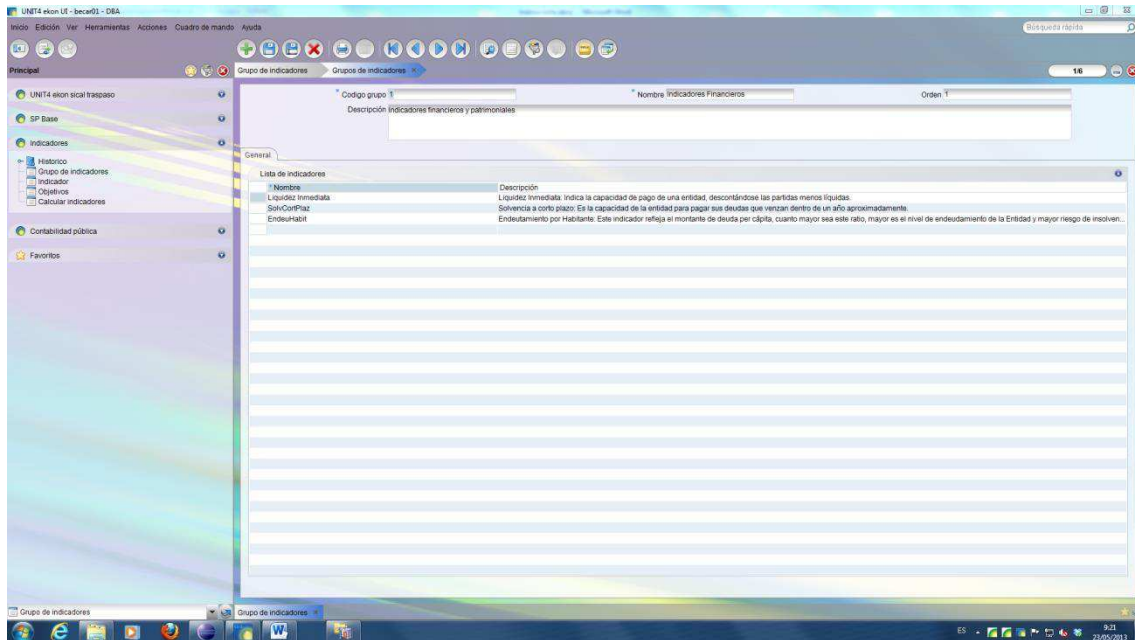 UNIT4 ekon UI - becar01 - DBA
Inicio Edición Ver Herramientas Acciones Cuadro de mando Ayuda
Búsqueda rápida
Principal
Grupo de indicadores
Grupos de indicadores
1/6
UNIT4 ekon sical traspaso
SP Base
Indicadores
Historico
Grupo de indicadores
Indicador
Objetivos
Calcular indicadores
Contabilidad pública
Favoritos
* Codigo grupo 1
* Nombre Indicadores Financieros
Orden 1
Descripción Indicadores financieros y patrimoniales
General
Lista de indicadores
* Nombre Descripción
Liquidez Inmediata Liquidez Inmediata: Indica la capacidad de pago de una entidad, descontándose las partidas menos líquidas.
SolvCortPlaz Solvencia a corto plazo: Es la capacidad de la entidad para pagar sus deudas que venzan dentro de un año aproximadamente.
EndeuHabit Endeutamiento por Habitante: Este indicador refleja el montante de deuda per cápita, cuanto mayor sea este ratio, mayor es el nivel de endeudamiento de la Entidad y mayor riesgo de insolven...
Grupo de indicadores
Grupo de indicadores
ES
9:21
23/05/2013